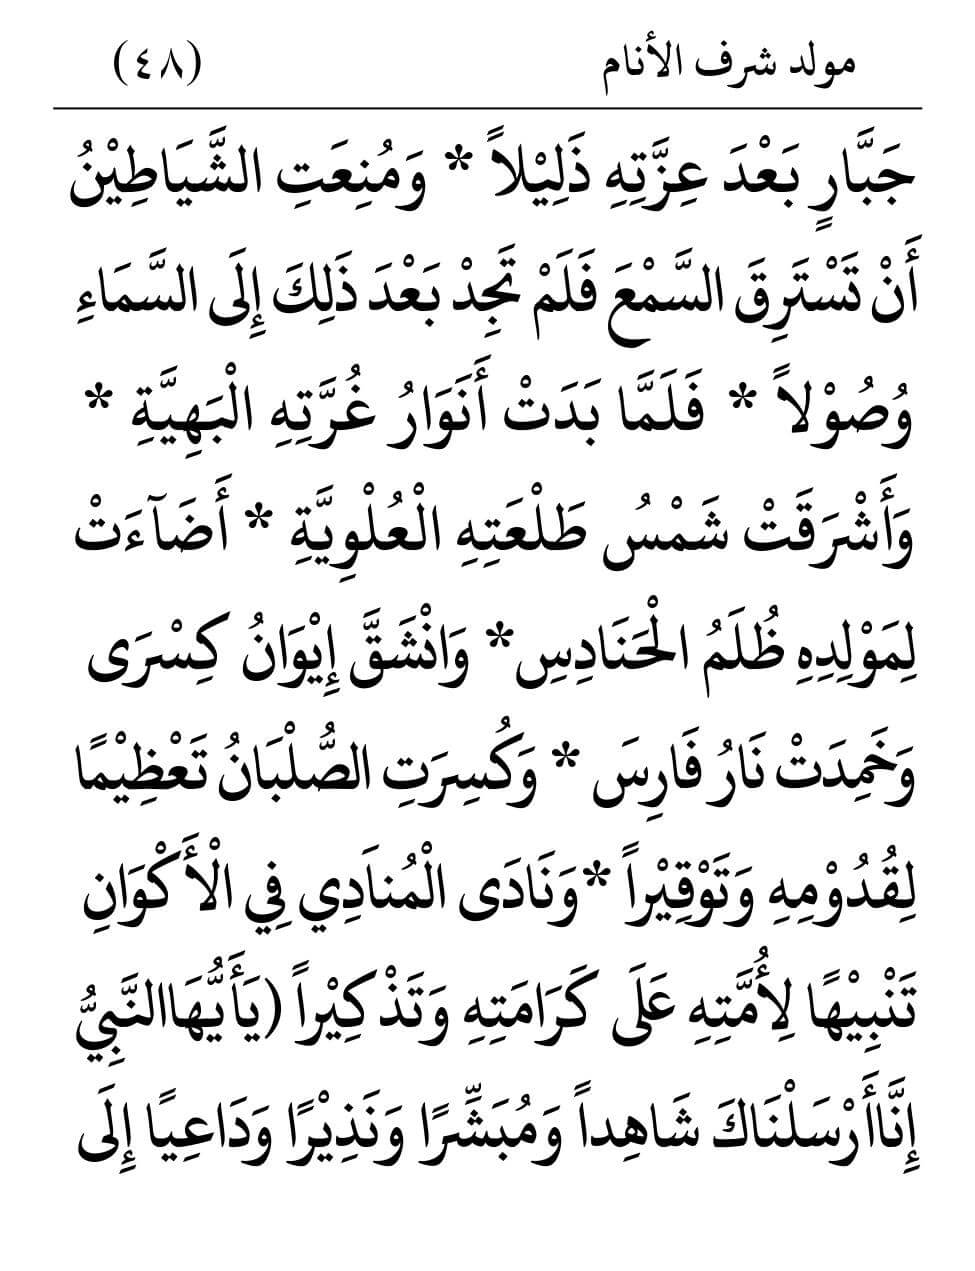 مولد شرف الأنام (٤٨)
جَبَّارٍ بَعْدَ عِزَّتِهِ ذَلِيْلاً * وَمُنِعَتِ الشَّيَاطِيْنُ
أَنْ تَسْتَرِقَ السَّمْعَ فَلَمْ تَجِدْ بَعْدَ ذَلِكَ إِلَى السَّمَاءِ
وُصُوْلاً * فَلَمَّا بَدَتْ أَنَوَارُ غُرَّتِهِ الْبَهِيَّةِ *
وَأَشْرَقَتْ شَمْسُ طَلْعَتِهِ الْعُلْوِيَّةِ * أَضَآءَتْ
لِمَوْلِدِهِ ظُلَمُ الْحَنَادِسِ* وَانْشَقَّ إِيْوَانُ كِسْرَى
وَخَمِدَتْ نَارُ فَارِسَ * وَكُسِرَتِ الصُّلْبَانُ تَعْظِيْمًا
لِقُدُوْمِهِ وَتَوْقِيْراً *وَنَادَى الْمُنَادِي فِي الْأَكْوَانِ
تَنْبِيْهًا لِأُمَّتِهِ عَلَى كَرَامَتِهِ وَتَذْكِيْراً (يَأَيُّهَاالنَّبِيُّ
إِنَّاأَرْسَلْنَاكَ شَاهِداً وَمُبَشِّرًا وَنَذِيْرًا وَدَاعِيًا إِلَى